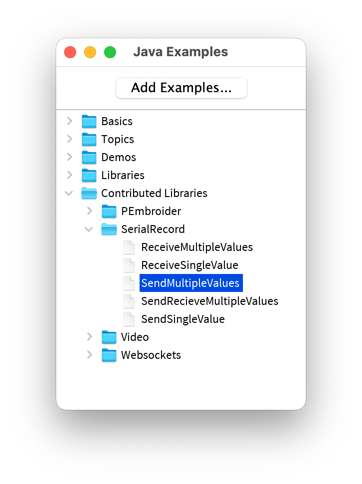 Java Examples
Add Examples...
Basics
Topics
Demos
Libraries
Contributed Libraries
PEmbroider
SerialRecord
ReceiveMultipleValues
ReceiveSingleValue
SendMultipleValues
SendRecieveMultipleValues
SendSingleValue
Video
Websockets